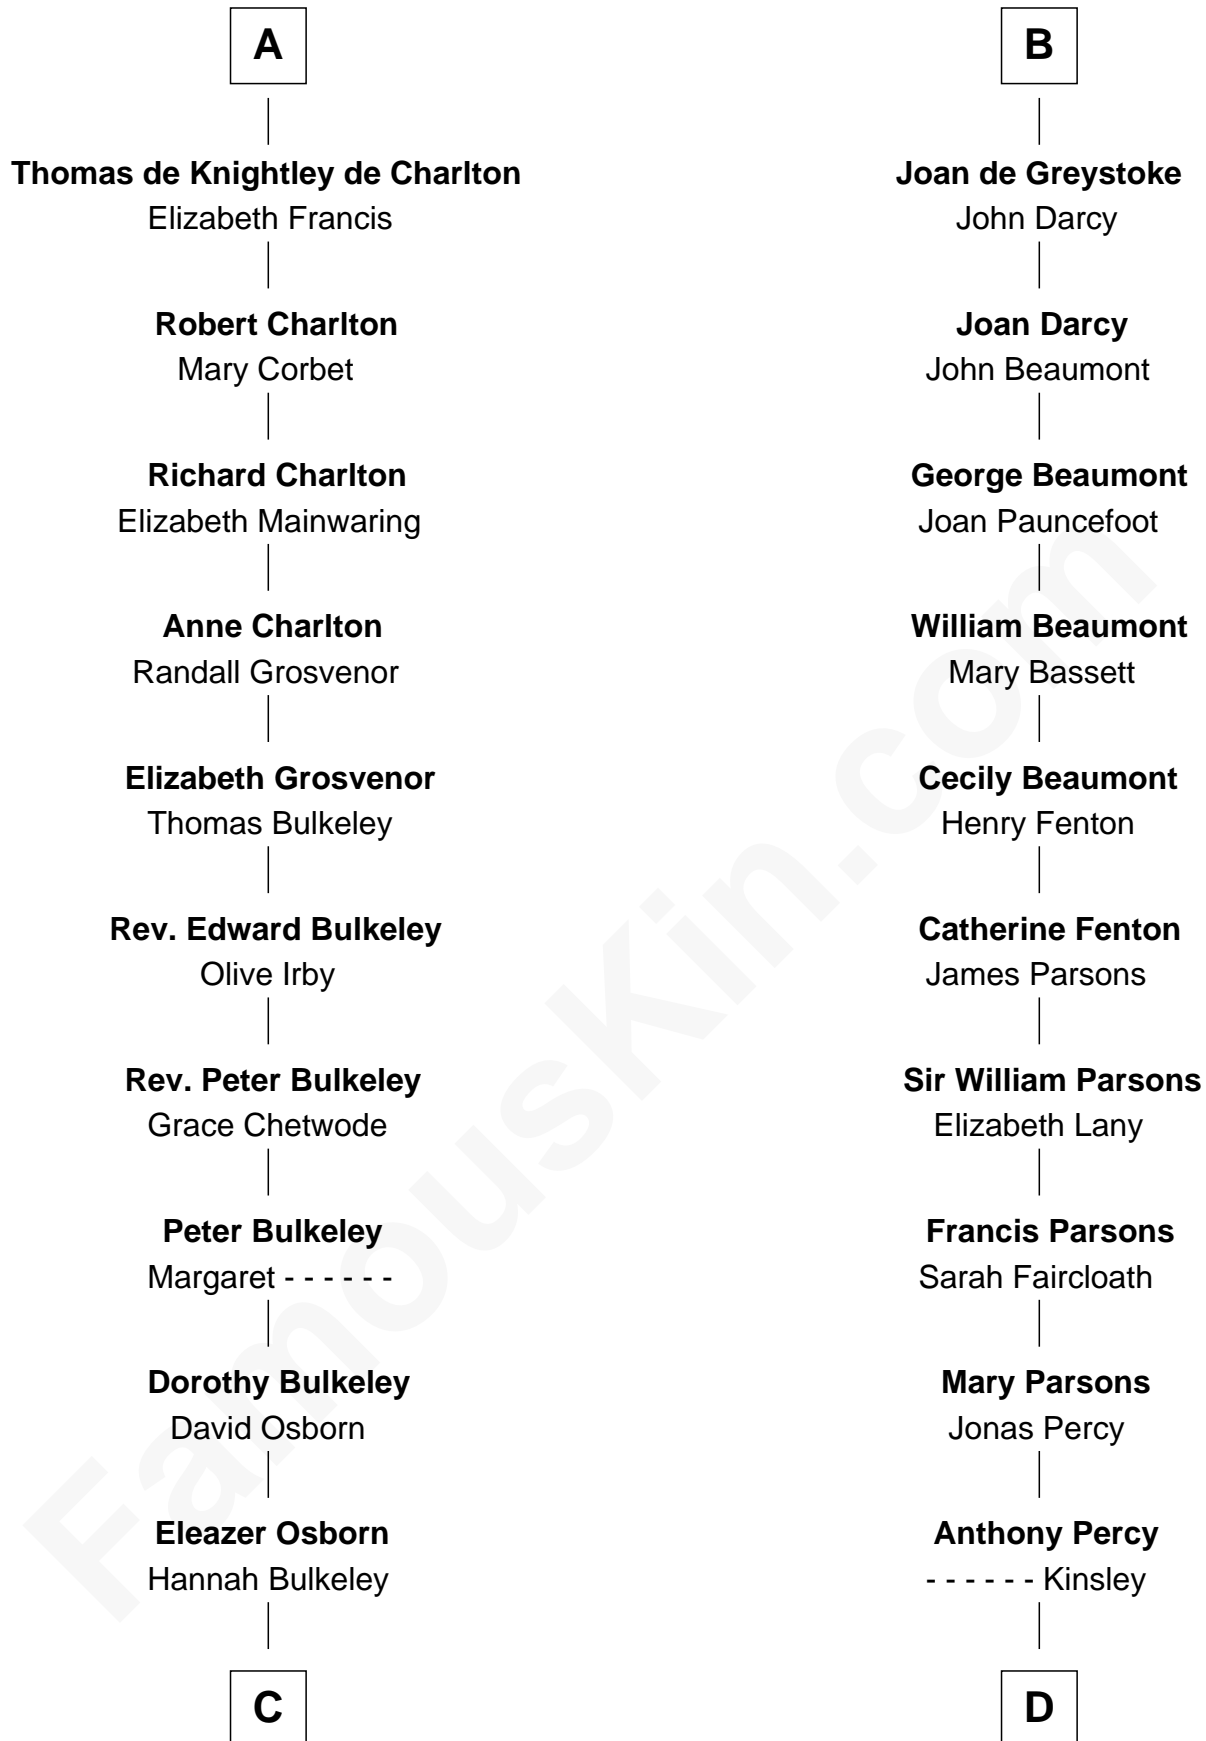 A
Thomas de Knightley de Charlton
Elizabeth Francis
Robert Charlton
Mary Corbet
Richard Charlton
Elizabeth Mainwaring
Anne Charlton
Randall Grosvenor
Elizabeth Grosvenor
Thomas Bulkeley
Rev. Edward Bulkeley
Olive Irby
Rev. Peter Bulkeley
Grace Chetwode
Peter Bulkeley
Margaret - - - - - -
Dorothy Bulkeley
David Osborn
Eleazer Osborn
Hannah Bulkeley
C
B
Joan de Greystoke
John Darcy
Joan Darcy
John Beaumont
George Beaumont
Joan Pauncefoot
William Beaumont
Mary Bassett
Cecily Beaumont
Henry Fenton
Catherine Fenton
James Parsons
Sir William Parsons
Elizabeth Lany
Francis Parsons
Sarah Faircloath
Mary Parsons
Jonas Percy
Anthony Percy
- - - - - - Kinsley
D
FamousKin.com